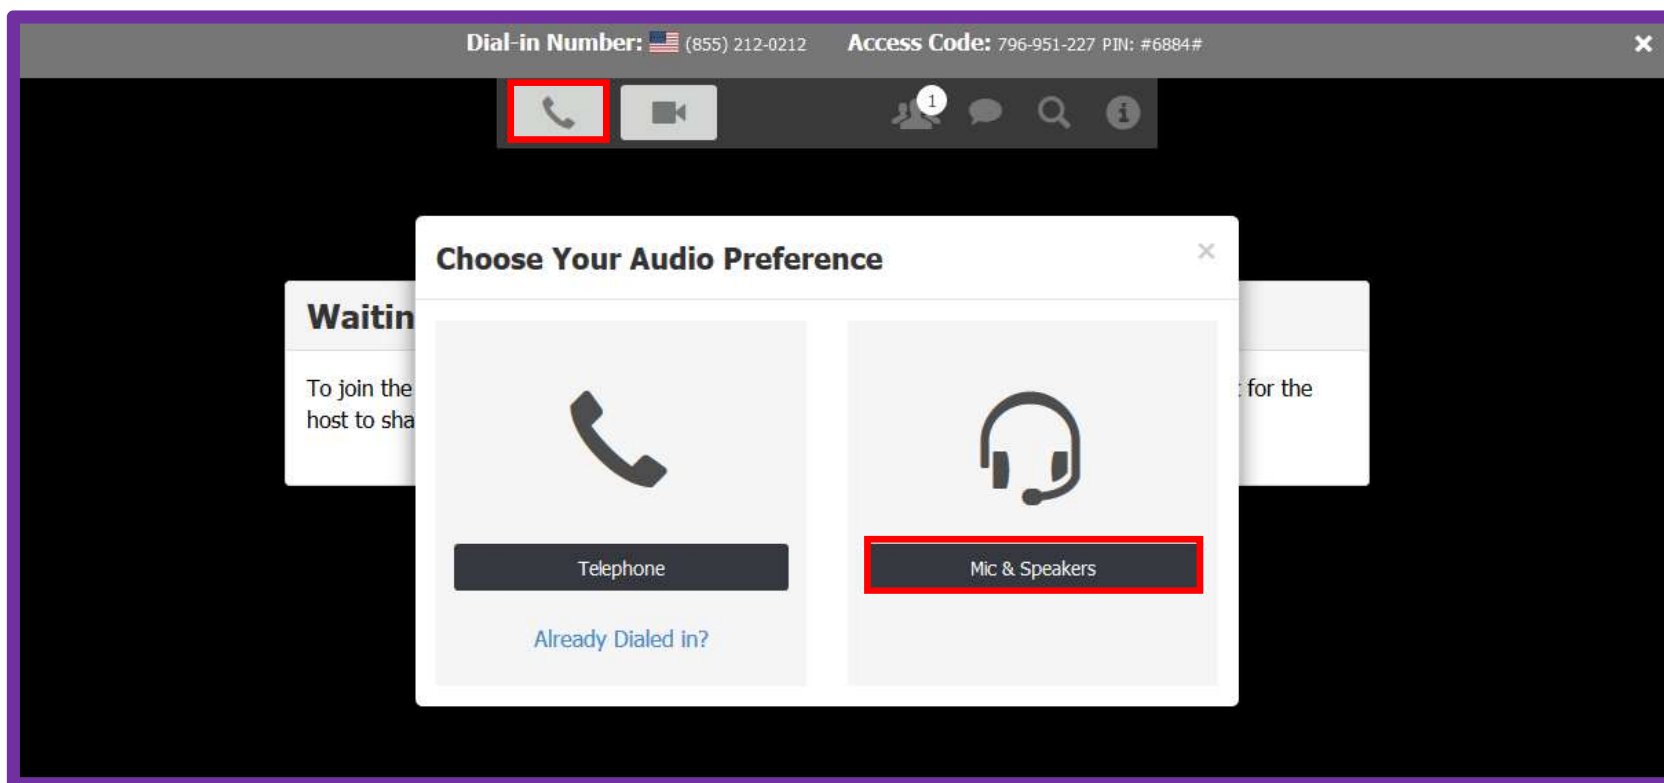 Dial-in Number: (855) 212-0212 Access Code: 796-951-227 PIN: #6884#
1
Choose Your Audio Preference
Waitin
To join the
for the
host to sha
Telephone
Mic & Speakers
Already Dialed in?